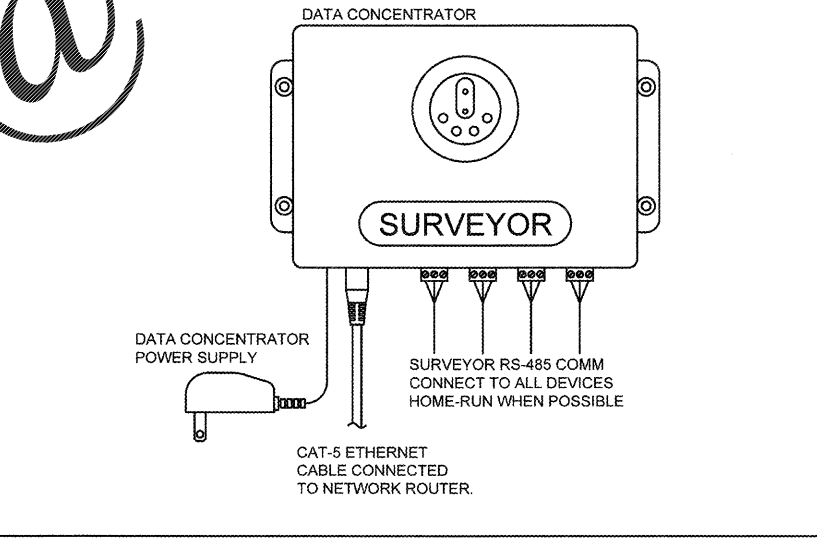 DATA CONCENTRATOR
SURVEYOR
DATA CONCENTRATOR
POWER SUPPLY
SURVEYOR RS-485 COMM
CONNECT TO ALL DEVICES
HOME-RUN WHEN POSSIBLE
CAT-5 ETHERNET
CABLE CONNECTED
TO NETWORK ROUTER.